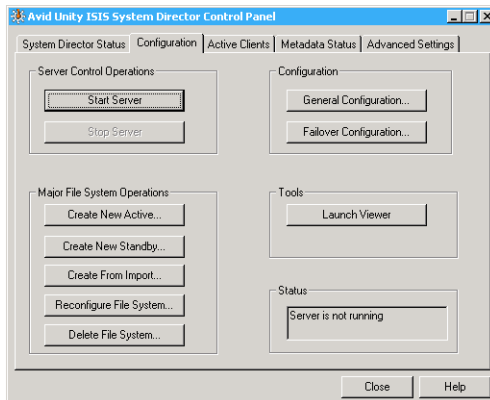 Avid Unity ISIS System Director Control Panel
System Director Status Configuration Active Clients Metadata Status Advanced Settings
Server Control Operations
Start Server
Stop Server
Configuration
General Configuration...
Failover Configuration...
Major File System Operations
Create New Active...
Create New Standby...
Create From Import...
Reconfigure File System...
Delete File System...
Tools
Launch Viewer
Status
Server is not running
Close Help